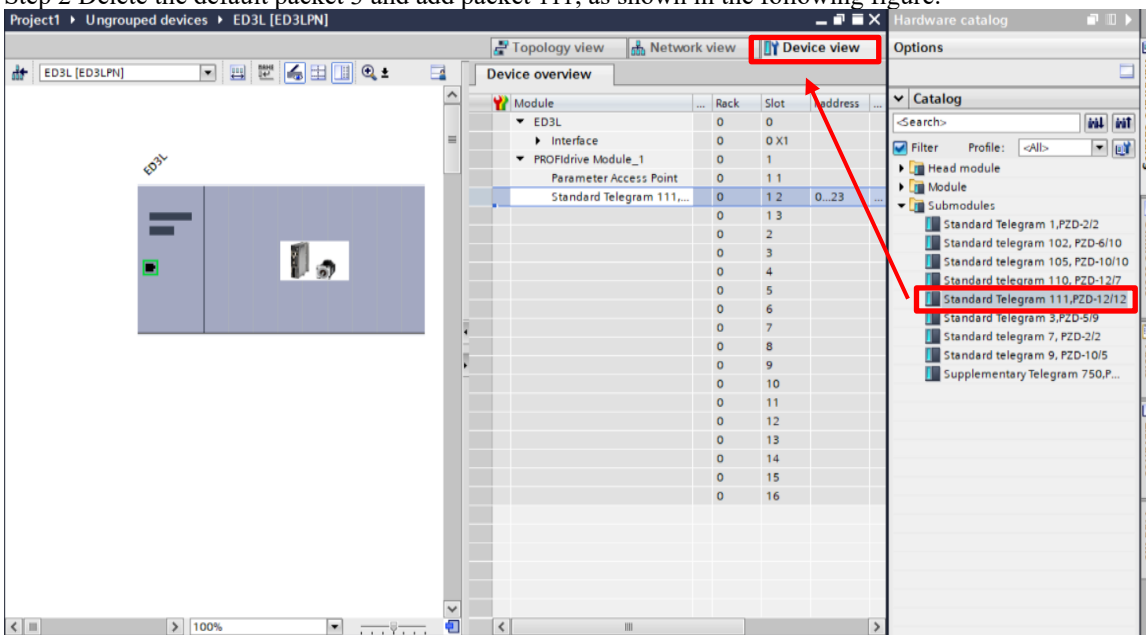 Step 2 Delete the default packet 3 and add packet 111, as shown in the following figure.
Project1 ▸ Ungrouped devices ▸ ED3L [ED3LPN]
Hardware catalog
Topology view
Network view
Device view
Options
ED3L [ED3LPN]
Device overview
Module ... Rack Slot I address ...
ED3L 0 0
Interface 0 0 X1
PROFIdrive Module_1 0 1
Parameter Access Point 0 1 1
Standard Telegram 111,... 0 1 2 0...23 ...
0 1 3
0 2
0 3
0 4
0 5
0 6
0 7
0 8
0 9
0 10
0 11
0 12
0 13
0 14
0 15
0 16
ED3L
100%
Catalog
<Search>
Filter Profile: <All>
Head module
Module
Submodules
Standard Telegram 1,PZD-2/2
Standard telegram 102, PZD-6/10
Standard telegram 105, PZD-10/10
Standard telegram 110, PZD-12/7
Standard Telegram 111,PZD-12/12
Standard Telegram 3,PZD-5/9
Standard telegram 7, PZD-2/2
Standard telegram 9, PZD-10/5
Supplementary Telegram 750,P...